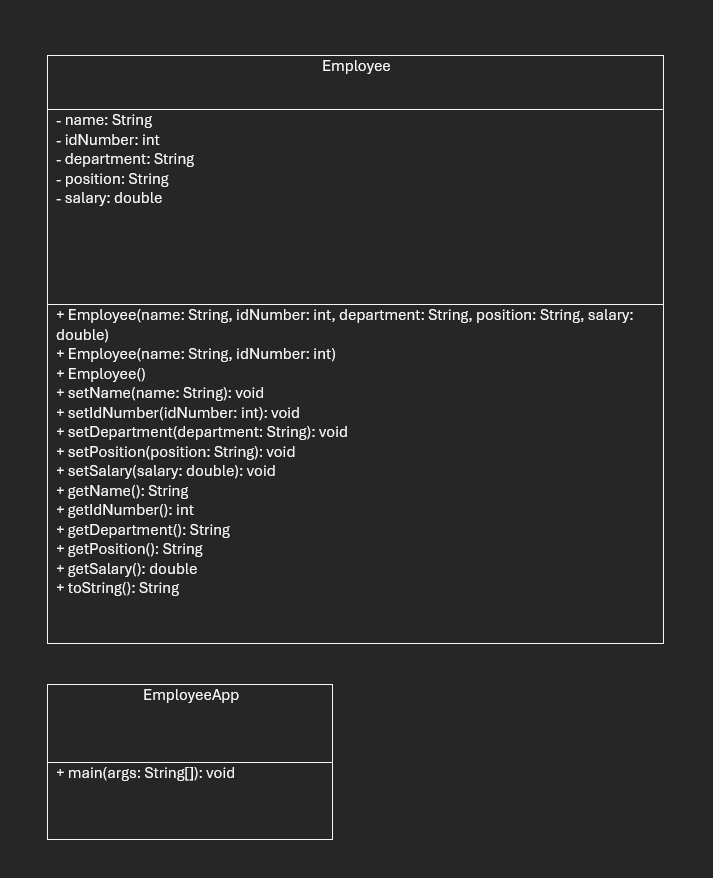 Employee
- name: String
- idNumber: int
- department: String
- position: String
- salary: double
+ Employee(name: String, idNumber: int, department: String, position: String, salary:
double)
+ Employee(name: String, idNumber: int)
+ Employee()
+ setName(name: String): void
+ setIdNumber(idNumber: int): void
+ setDepartment(department: String): void
+ setPosition(position: String): void
+ setSalary(salary: double): void
+ getName(): String
+ getIdNumber(): int
+ getDepartment(): String
+ getPosition(): String
+ getSalary(): double
+ toString(): String
EmployeeApp
+ main(args: String[]): void